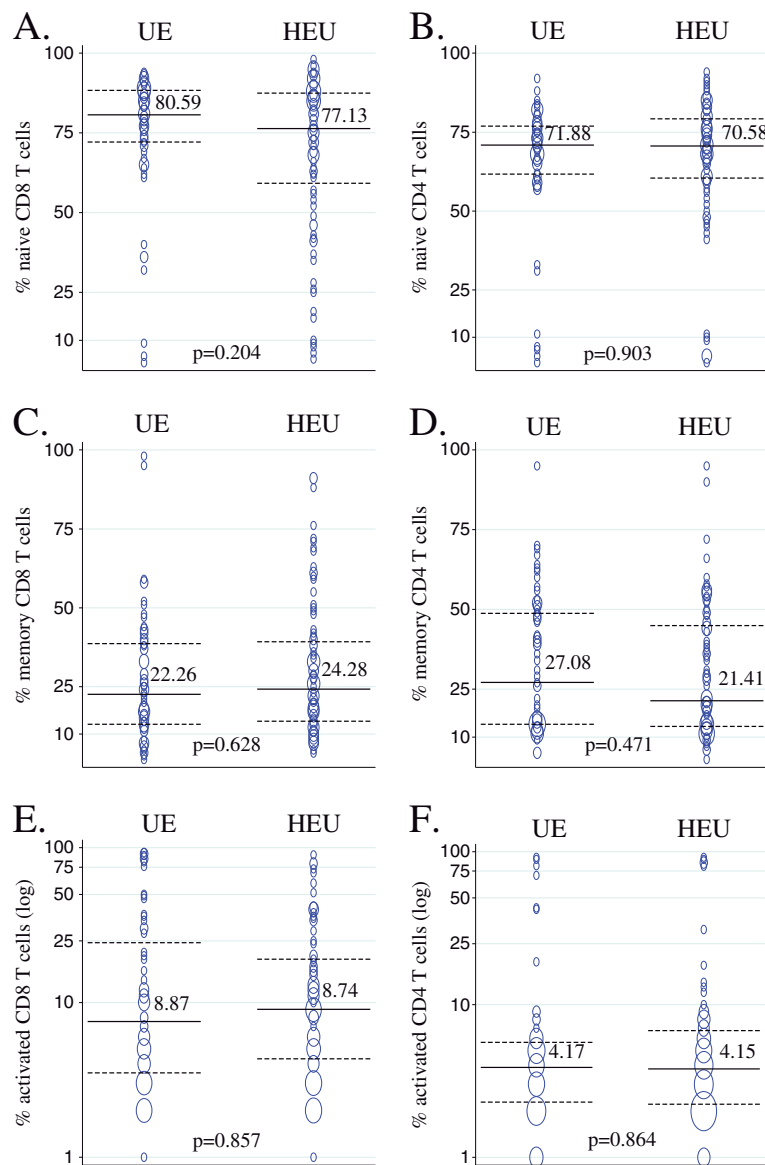 A.
UE HEU
% naive CD8 T cells
100
75
50
25
10
80.59
77.13
p=0.204
B.
UE HEU
% naive CD4 T cells
100
75
50
25
10
71.88
70.58
p=0.903
C.
UE HEU
% memory CD8 T cells
100
75
50
25
10
22.26
24.28
p=0.628
D.
UE HEU
% memory CD4 T cells
100
75
50
25
10
27.08
21.41
p=0.471
E.
UE HEU
% activated CD8 T cells (log)
100
75
50
25
10
1
8.87
8.74
p=0.857
F.
UE HEU
% activated CD4 T cells (log)
100
75
50
25
10
1
4.17
4.15
p=0.864